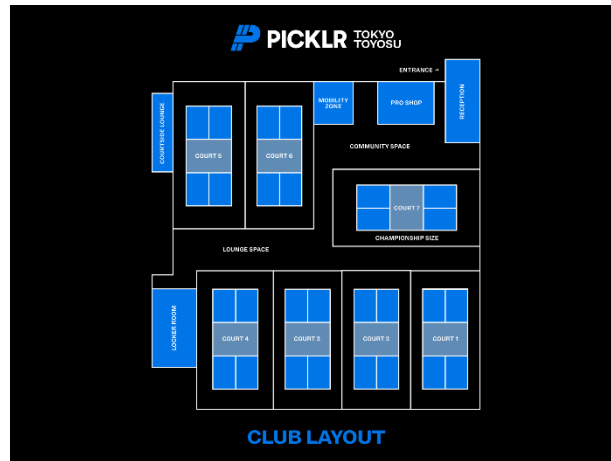 PICKLR TOKYO
TOYOSU
ENTRANCE →
RECEPTION
MOBILITY
ZONE
PRO SHOP
COURTSIDE LOUNGE
COURT 5
COURT 6
COMMUNITY SPACE
COURT 7
CHAMPIONSHIP SIZE
LOUNGE SPACE
LOCKER ROOM
COURT 4
COURT 3
COURT 2
COURT 1
CLUB LAYOUT